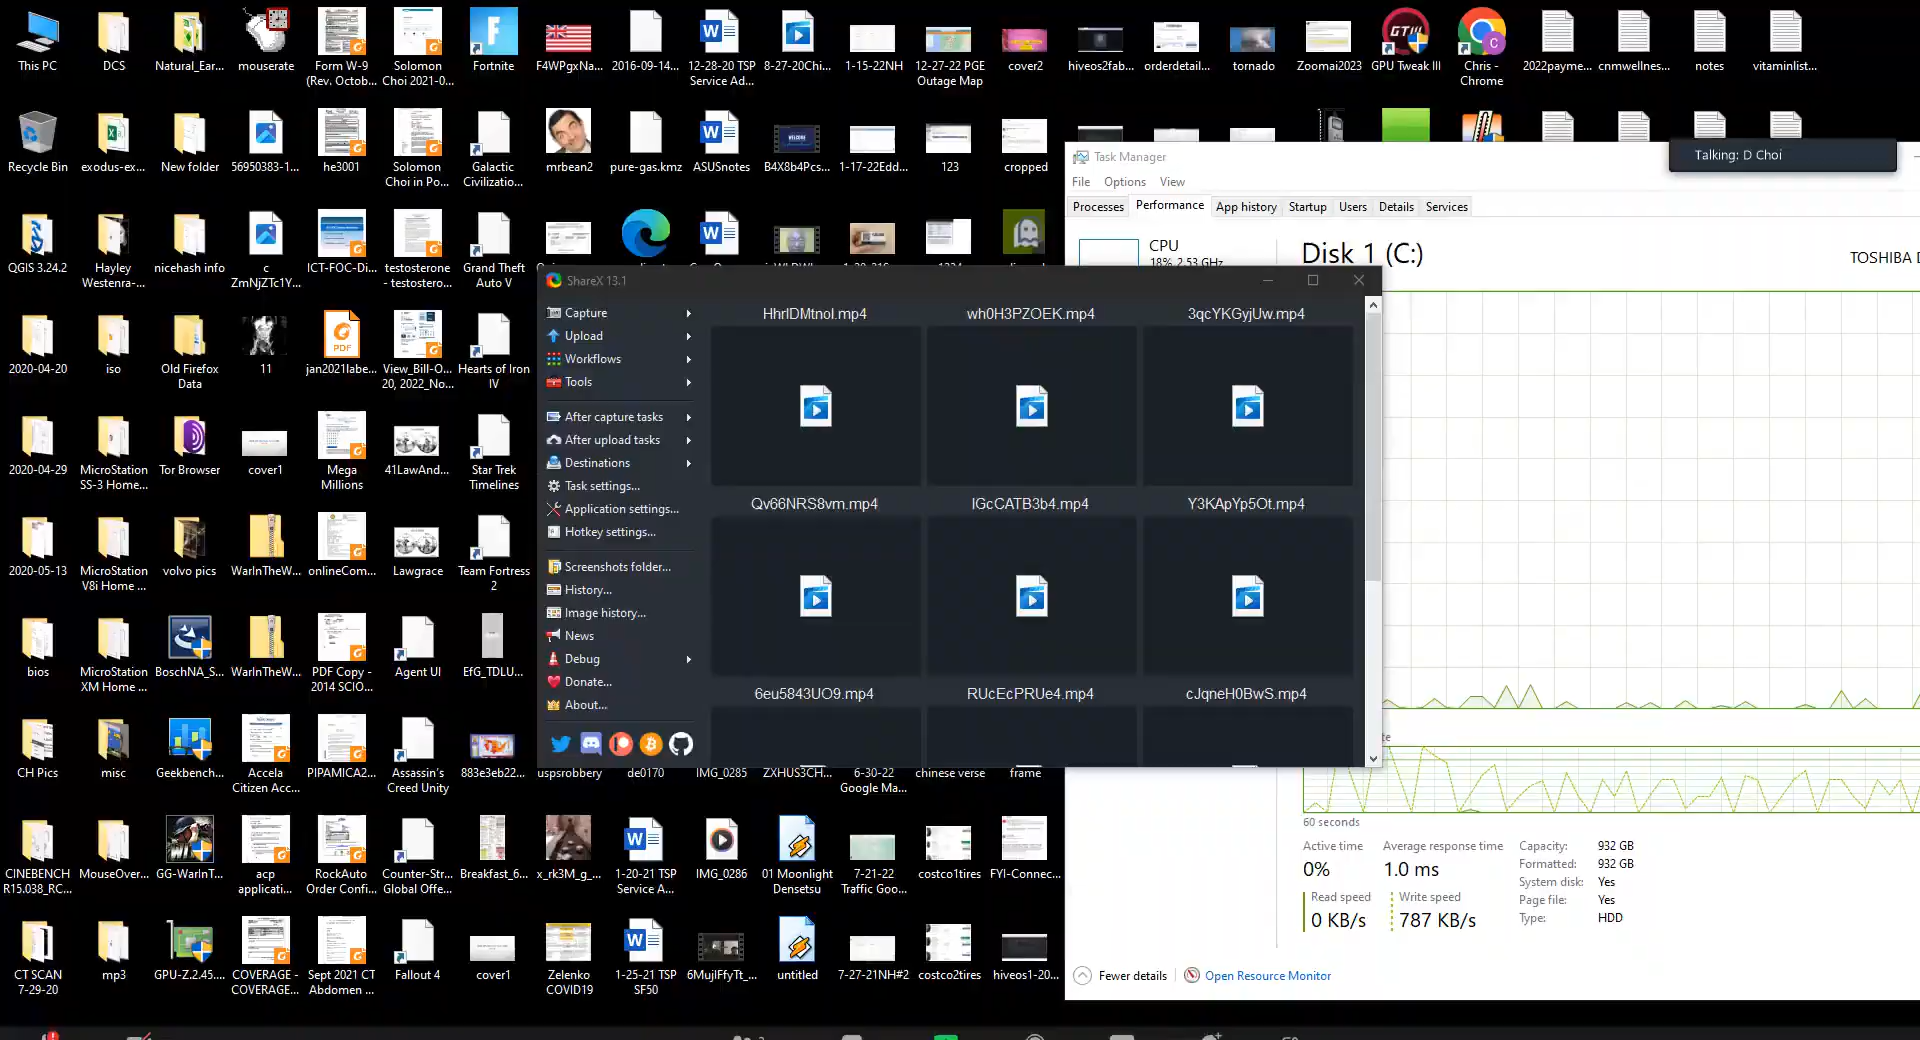 This PC
DCS
Natural_Ear...
mouserate
Form W-9
(Rev. Octob...
Solomon
Choi 2021-0...
Fortnite
F4WPgxNa...
2016-09-14...
12-28-20 TSP
Service Ad...
8-27-20Chi...
1-15-22NH
12-27-22 PGE
Outage Map
cover2
hiveos2fab...
orderdetail...
tornado
Zoomai2023
GPU Tweak III
Chris -
Chrome
2022payme...
cnmwellnes...
notes
vitaminlist...
Recycle Bin
exodus-ex...
New folder
56950383-1...
he3001
Solomon
Choi in Po...
Galactic
Civilizatio...
mrbean2
pure-gas.kmz
ASUSnotes
B4X8b4Pcs...
1-17-22Edd...
123
cropped
QGIS 3.24.2
Hayley
Westenra-...
nicehash info
c
ZmNjZTc1Y...
ICT-FOC-Di...
testosterone
- testostero...
Grand Theft
Auto V
2020-04-20
iso
Old Firefox
Data
11
jan2021labe...
View_Bill-O...
20, 2022_No...
Hearts of Iron
IV
2020-04-29
MicroStation
SS-3 Home...
Tor Browser
cover1
Mega
Millions
41LawAnd...
Star Trek
Timelines
2020-05-13
MicroStation
V8i Home ...
volvo pics
WarInTheW...
onlineCom...
Lawgrace
Team Fortress
2
bios
MicroStation
XM Home ...
BoschNA_S...
WarInTheW...
PDF Copy -
2014 SCIO...
Agent UI
EfG_TDLU...
CH Pics
misc
Geekbench...
Accela
Citizen Acc...
PIPAMICA2...
Assassin's
Creed Unity
883e3eb22...
uspsrobbery
de0170
IMG_0285
ZXHUS3CH...
6-30-22
Google Ma...
chinese verse
frame
CINEBENCH
R15.038_RC...
MouseOver...
GG-WarInT...
acp
applicati...
RockAuto
Order Confi...
Counter-Str...
Global Offe...
Breakfast_6...
x_rk3M_g_...
1-20-21 TSP
Service A...
IMG_0286
01 Moonlight
Densetsu
7-21-22
Traffic Goo...
costco1tires
FYI-Connec...
CT SCAN
7-29-20
mp3
GPU-Z.2.45....
COVERAGE -
COVERAGE...
Sept 2021 CT
Abdomen ...
Fallout 4
cover1
Zelenko
COVID19
1-25-21 TSP
SF50
6MujIFfyTt_...
untitled
7-27-21NH#2
costco2tires
hiveos1-20...
ShareX 13.1
Capture
Upload
Workflows
Tools
After capture tasks
After upload tasks
Destinations
Task settings...
Application settings...
Hotkey settings...
Screenshots folder...
History...
Image history...
News
Debug
Donate...
About...
HhrIDMtnol.mp4
wh0H3PZOEK.mp4
3qcYKGyjUw.mp4
Qv66NRS8vm.mp4
IGcCATB3b4.mp4
Y3KApYp5Ot.mp4
6eu5843UO9.mp4
RUcEcPRUe4.mp4
cJqneH0BwS.mp4
Task Manager
Talking: D Choi
File Options View
Processes Performance App history Startup Users Details Services
CPU
18% 2.53 GHz
Disk 1 (C:)
60 seconds
Active time
0%
Average response time
1.0 ms
Read speed
0 KB/s
Write speed
787 KB/s
Capacity: 932 GB
Formatted: 932 GB
System disk: Yes
Page file: Yes
Type: HDD
Fewer details
Open Resource Monitor